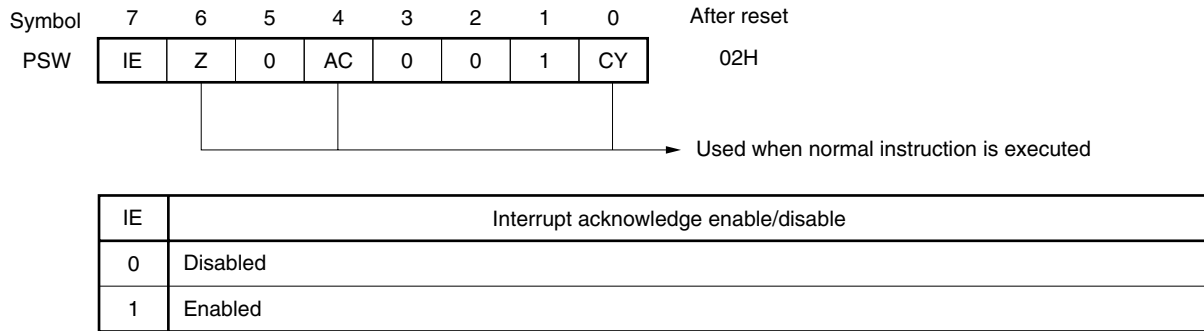 Symbol 7 6 5 4 3 2 1 0 After reset
PSW IE Z 0 AC 0 0 1 CY 02H
Used when normal instruction is executed
IE Interrupt acknowledge enable/disable
0 Disabled
1 Enabled